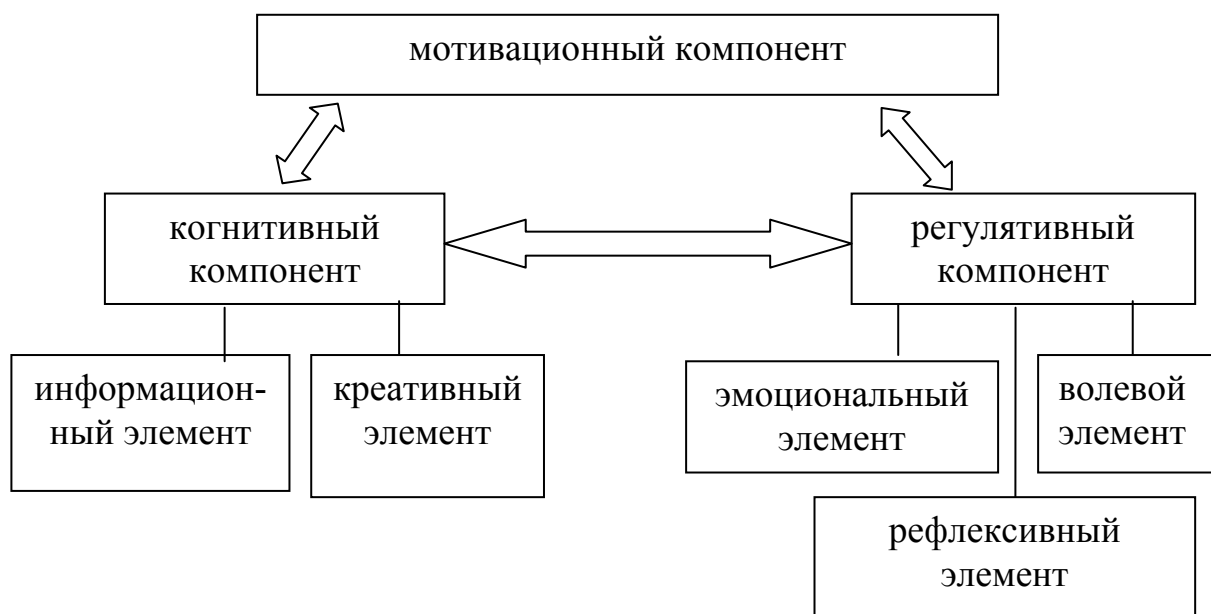 мотивационный компонент
когнитивный
компонент
регулятивный
компонент
информацион-
ный элемент
креативный
элемент
эмоциональный
элемент
волевой
элемент
рефлексивный
элемент